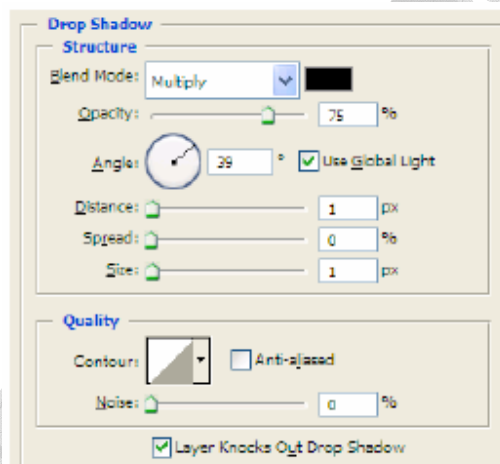 Drop Shadow
Structure
Blend Mode: Multiply
Opacity: 75 %
Angle: 39 ° Use Global Light
Distance: 1 px
Spread: 0 %
Size: 1 px
Quality
Contour: Anti-aliased
Noise: 0 %
Layer Knocks Out Drop Shadow